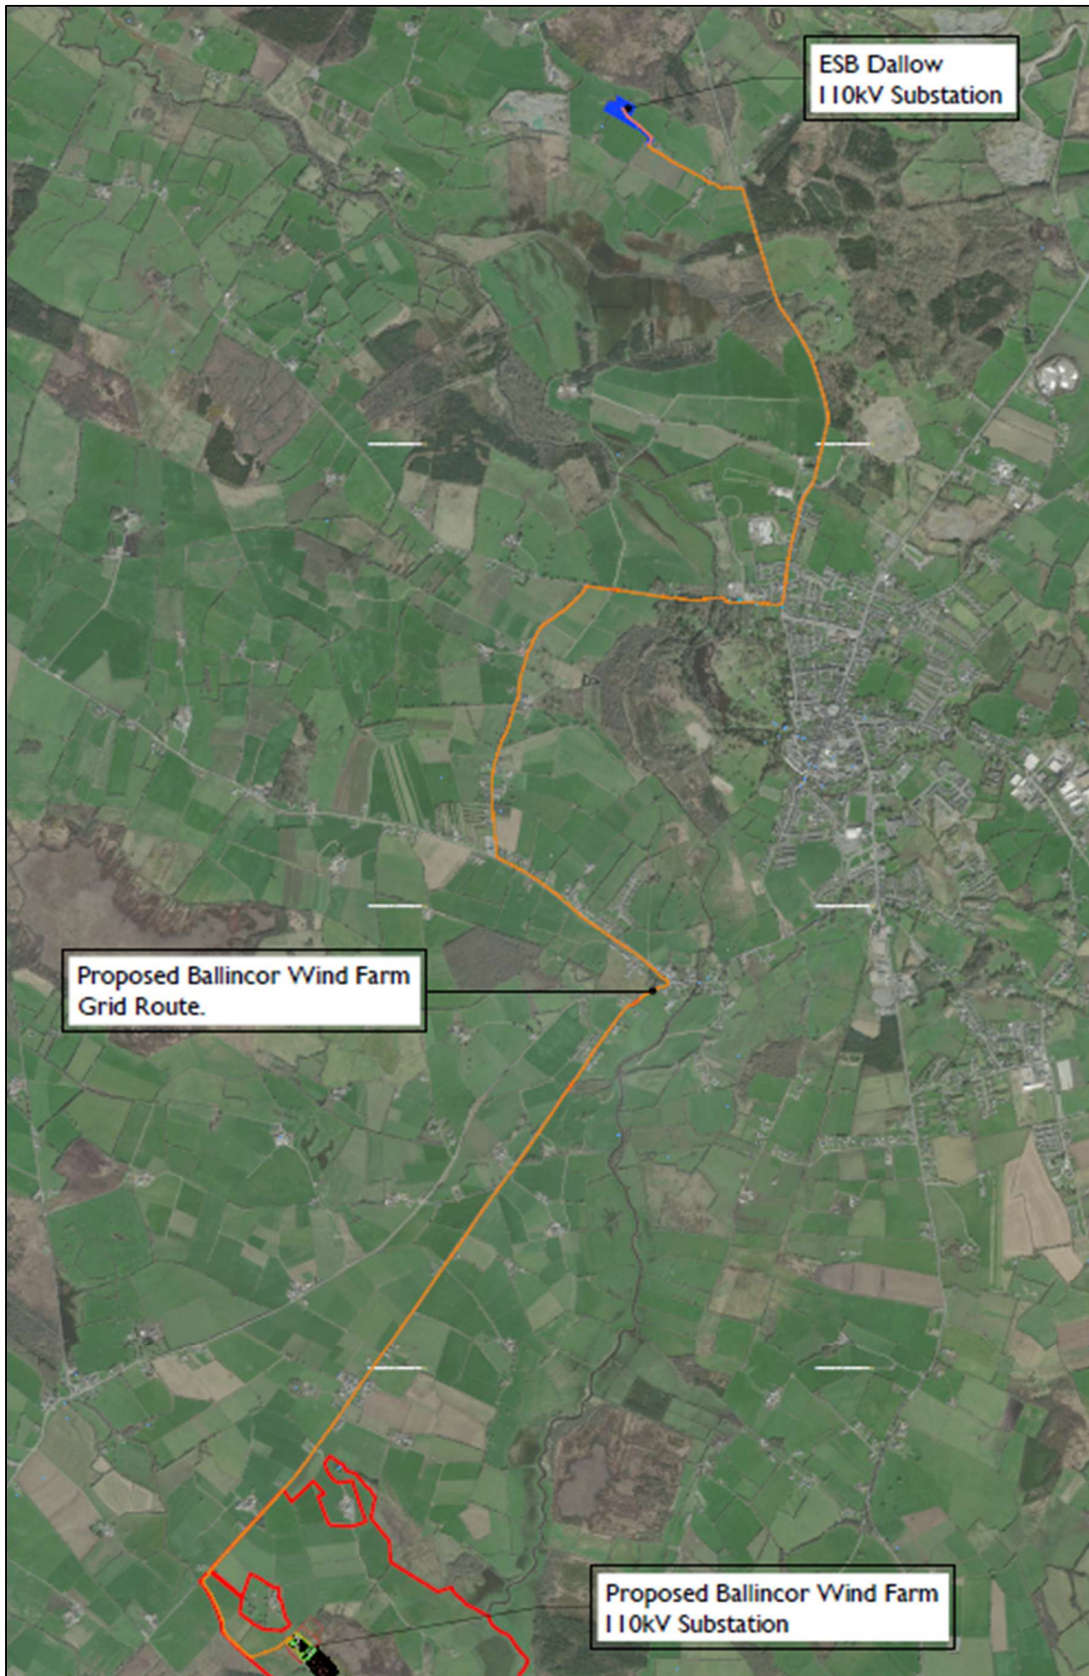 ESB Dallow
110kV Substation
Proposed Ballincor Wind Farm
Grid Route.
Proposed Ballincor Wind Farm
110kV Substation